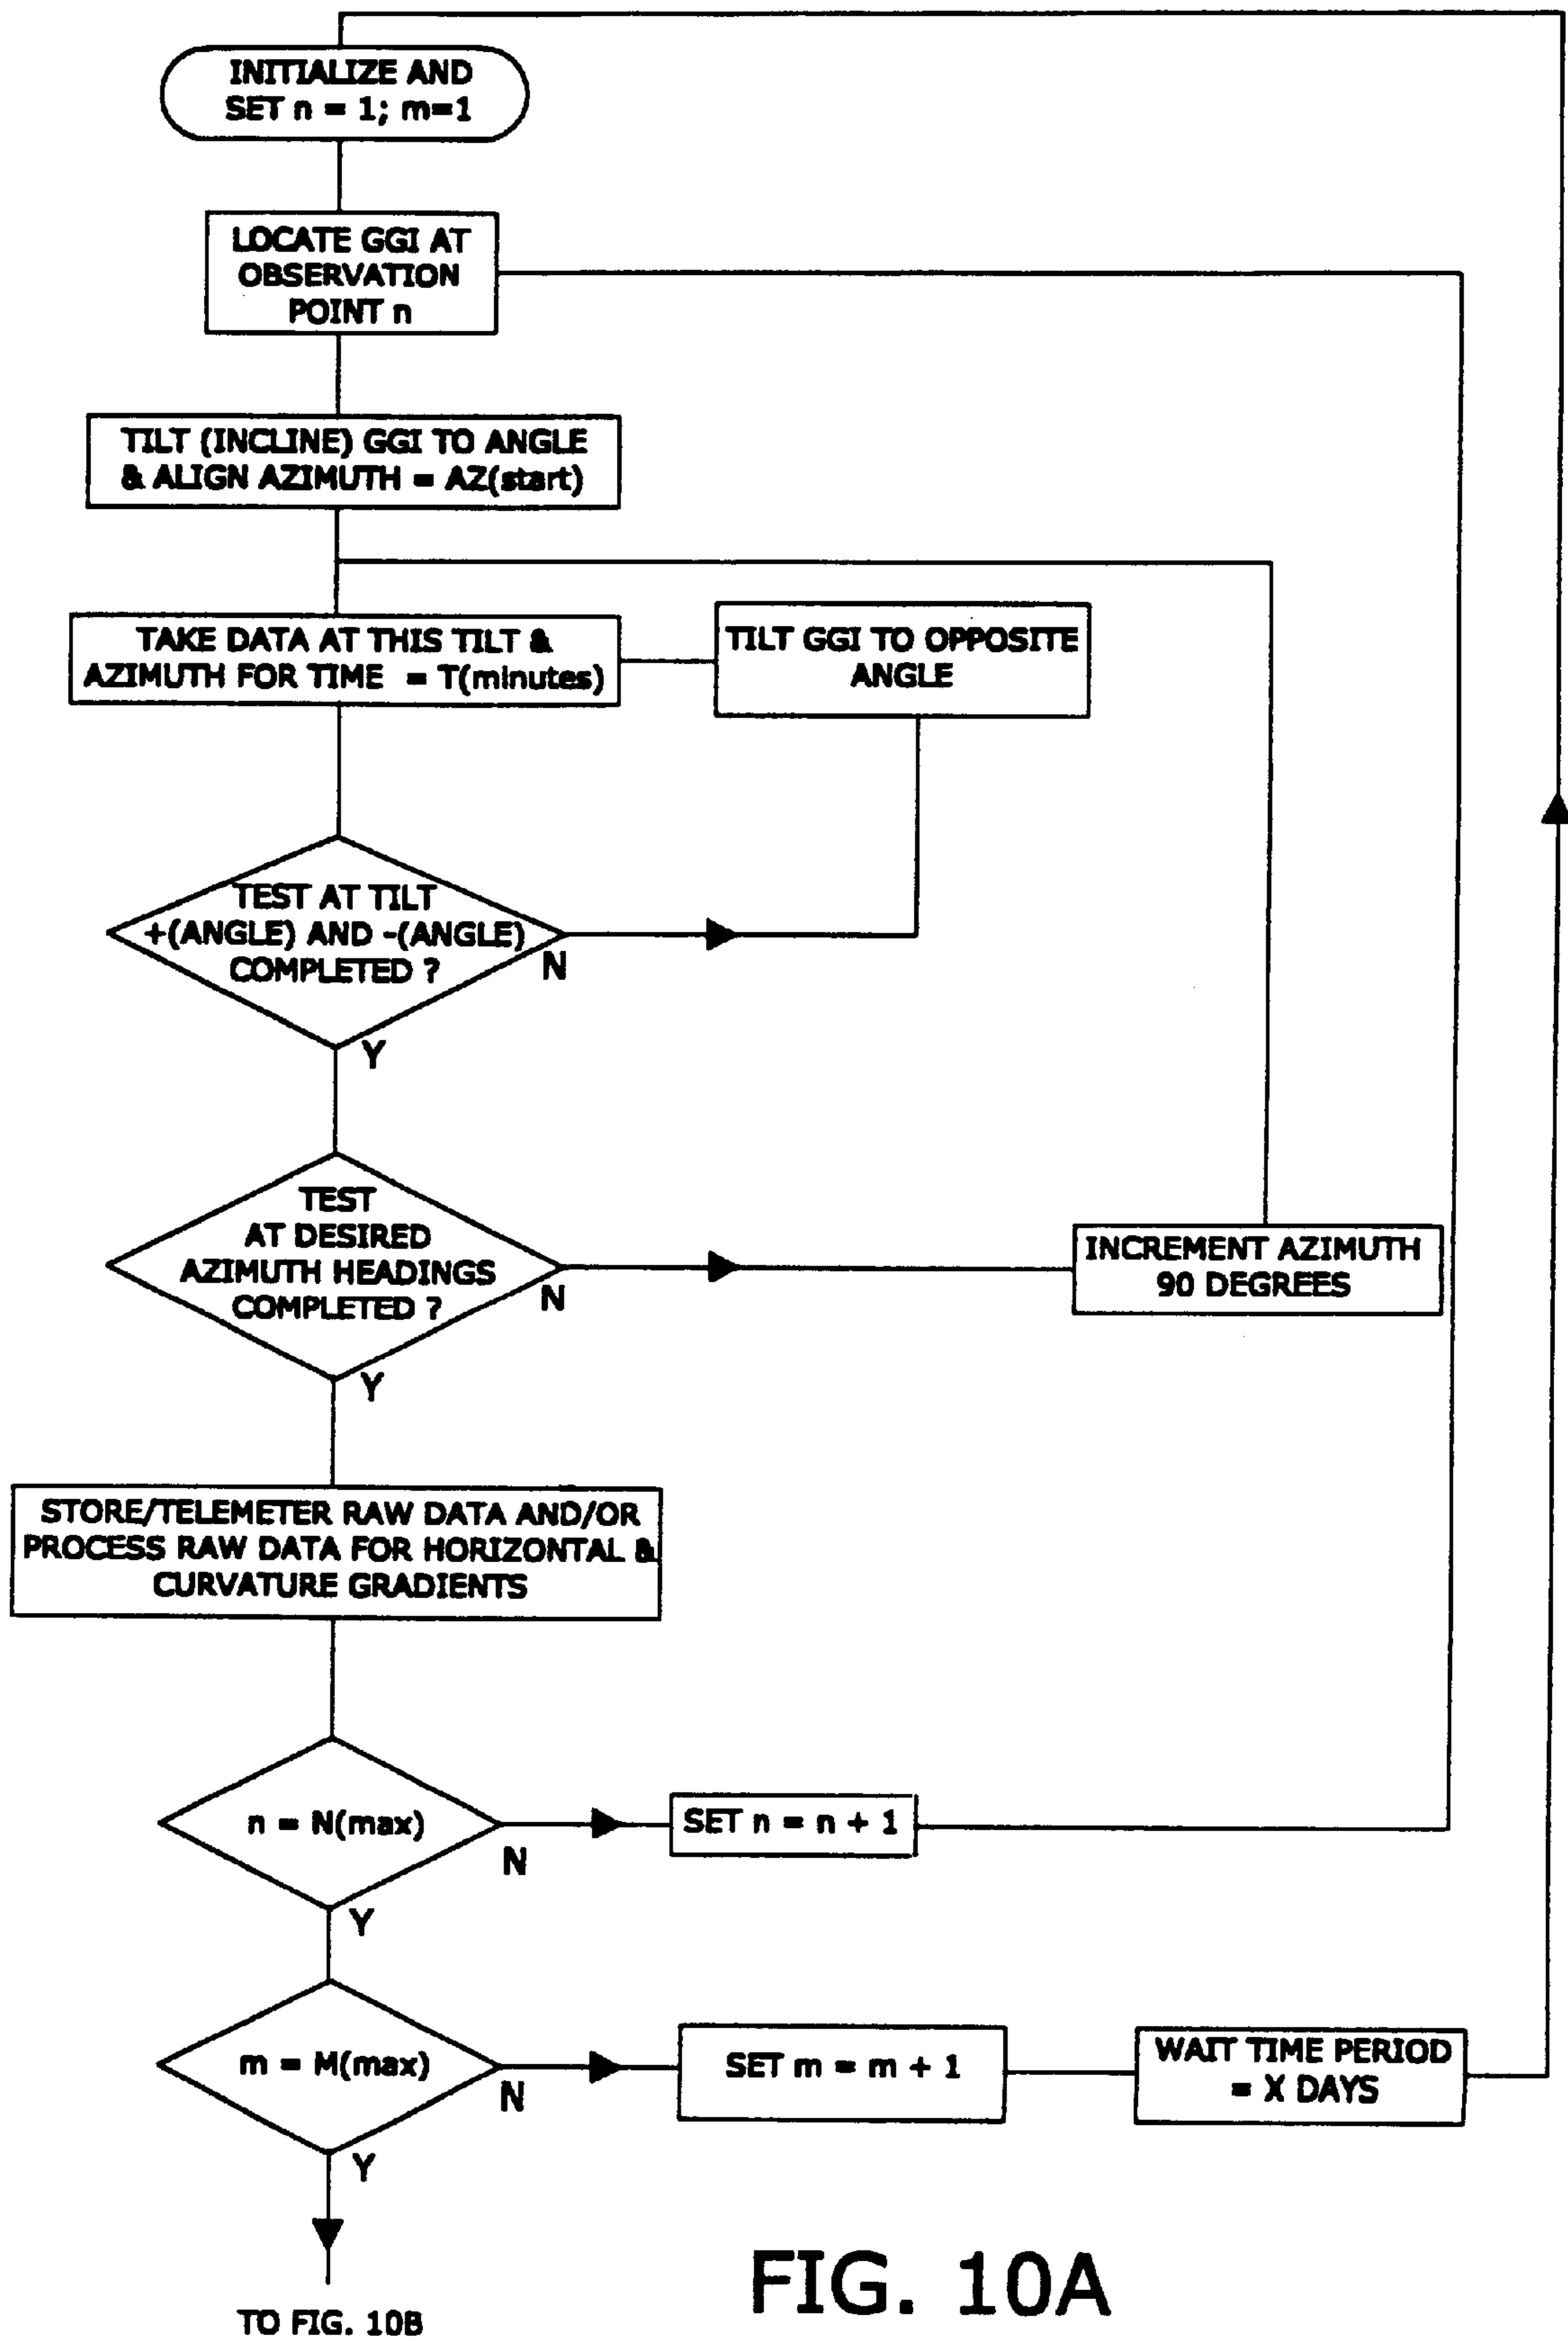 INITIALIZE AND
SET n = 1; m=1
LOCATE GGI AT
OBSERVATION
POINT n
TILT (INCLINE) GGI TO ANGLE
& ALIGN AZIMUTH = AZ(start)
TAKE DATA AT THIS TILT &
AZIMUTH FOR TIME = T(minutes)
TILT GGI TO OPPOSITE
ANGLE
TEST AT TILT
+(ANGLE) AND -(ANGLE)
COMPLETED ?
N
Y
TEST
AT DESIRED
AZIMUTH HEADINGS
COMPLETED ?
N
Y
INCREMENT AZIMUTH
90 DEGREES
STORE/TELEMETER RAW DATA AND/OR
PROCESS RAW DATA FOR HORIZONTAL &
CURVATURE GRADIENTS
n = N(max)
N
Y
SET n = n + 1
m = M(max)
N
Y
SET m = m + 1
WAIT TIME PERIOD
= X DAYS
TO FIG. 10B
FIG. 10A